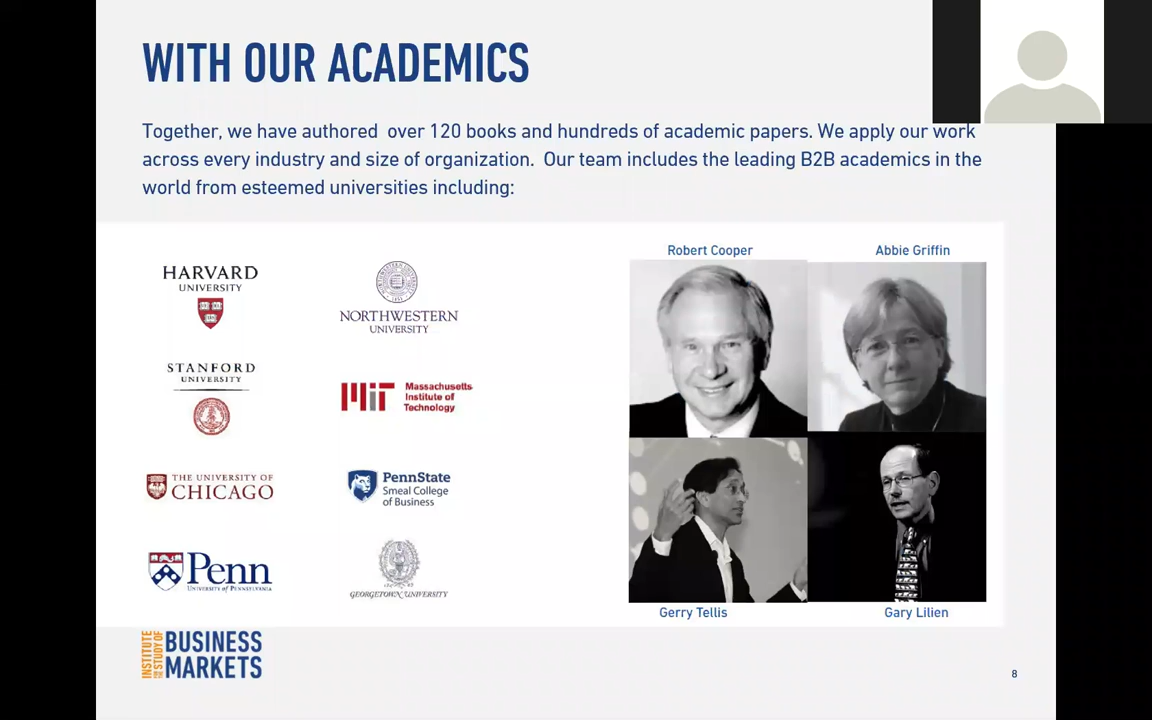 WITH OUR ACADEMICS
Together, we have authored over 120 books and hundreds of academic papers. We apply our work
across every industry and size of organization. Our team includes the leading B2B academics in the
world from esteemed universities including:
HARVARD
UNIVERSITY
NORTHWESTERN
UNIVERSITY
STANFORD
UNIVERSITY
MIT
Massachusetts
Institute of
Technology
THE UNIVERSITY OF
CHICAGO
PennState
Smeal College
of Business
Penn
UNIVERSITY OF PENNSYLVANIA
GEORGETOWN UNIVERSITY
Robert Cooper
Abbie Griffin
Gerry Tellis
Gary Lilien
INSTITUTE
FOR THE
STUDY OF
BUSINESS
MARKETS
8